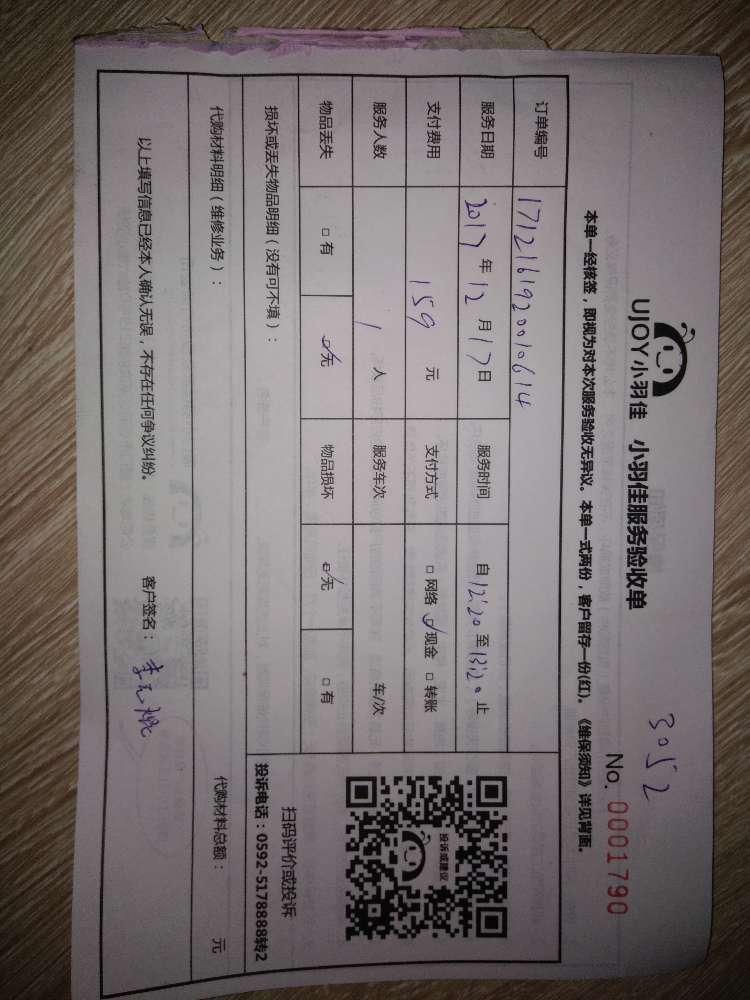 3052
UJOY小羽佳 小羽佳服务验收单
No. 0001790
本单一经核签，即视为对本次服务验收无异议。本单一式两份，客户留存一份(红)。《维保须知》详见背面。
订单编号 171216192001061４
服务日期 2017 年 12 月 17 日 服务时间 自 12:20 至 13:20 止
支付费用 159 元 支付方式 □ 网络 ☑ 现金 □ 转账
服务人数 1 人 服务车次 车/次
物品丢失 □ 有 ☑ 无 物品损坏 ☑ 无 □ 有
投诉或建议
扫码评价或投诉
投诉电话：0592-5178888转2
损坏或丢失物品明细（没有可不填）：
代购材料明细（维修业务）： 代购材料总额： 元
以上填写信息已经本人确认无误，不存在任何争议纠纷。 客户签名：